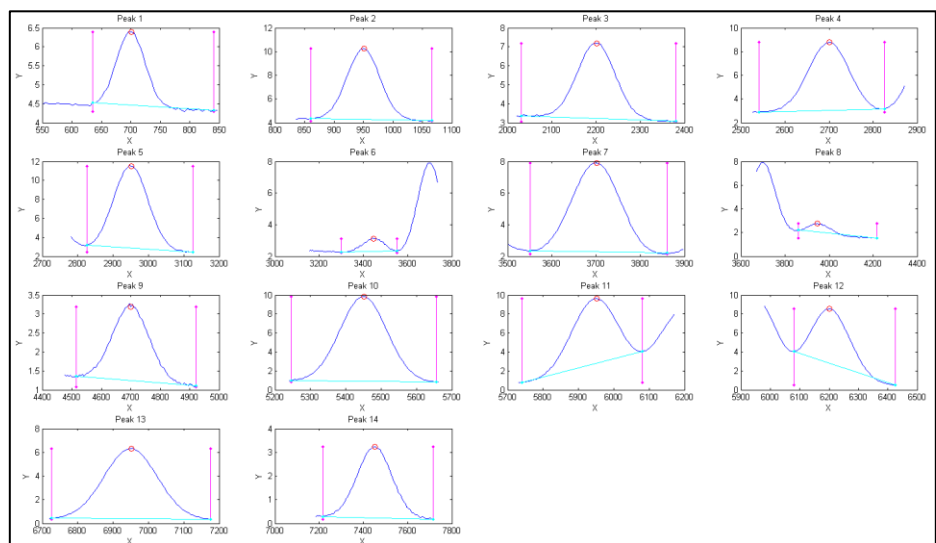 Peak 1
6.5
6
5.5
5
4.5
4
Y
550 600 650 700 750 800 850
X
Peak 2
12
10
8
6
4
2
Y
800 850 900 950 1000 1050 1100
X
Peak 3
8
7
6
5
4
3
Y
2000 2100 2200 2300 2400
X
Peak 4
10
8
6
4
2
Y
2500 2600 2700 2800 2900
X
Peak 5
12
10
8
6
4
2
Y
2700 2800 2900 3000 3100 3200
X
Peak 6
8
6
4
2
Y
3000 3200 3400 3600 3800
X
Peak 7
8
6
4
2
Y
3500 3600 3700 3800 3900
X
Peak 8
8
6
4
2
0
Y
3600 3800 4000 4200 4400
X
Peak 9
3.5
3
2.5
2
1.5
1
Y
4400 4500 4600 4700 4800 4900 5000
X
Peak 10
10
8
6
4
2
0
Y
5200 5300 5400 5500 5600 5700
X
Peak 11
10
8
6
4
2
0
Y
5700 5800 5900 6000 6100 6200
X
Peak 12
10
8
6
4
2
0
Y
5900 6000 6100 6200 6300 6400 6500
X
Peak 13
8
6
4
2
0
Y
6700 6800 6900 7000 7100 7200
X
Peak 14
4
3
2
1
0
Y
7000 7200 7400 7600 7800
X